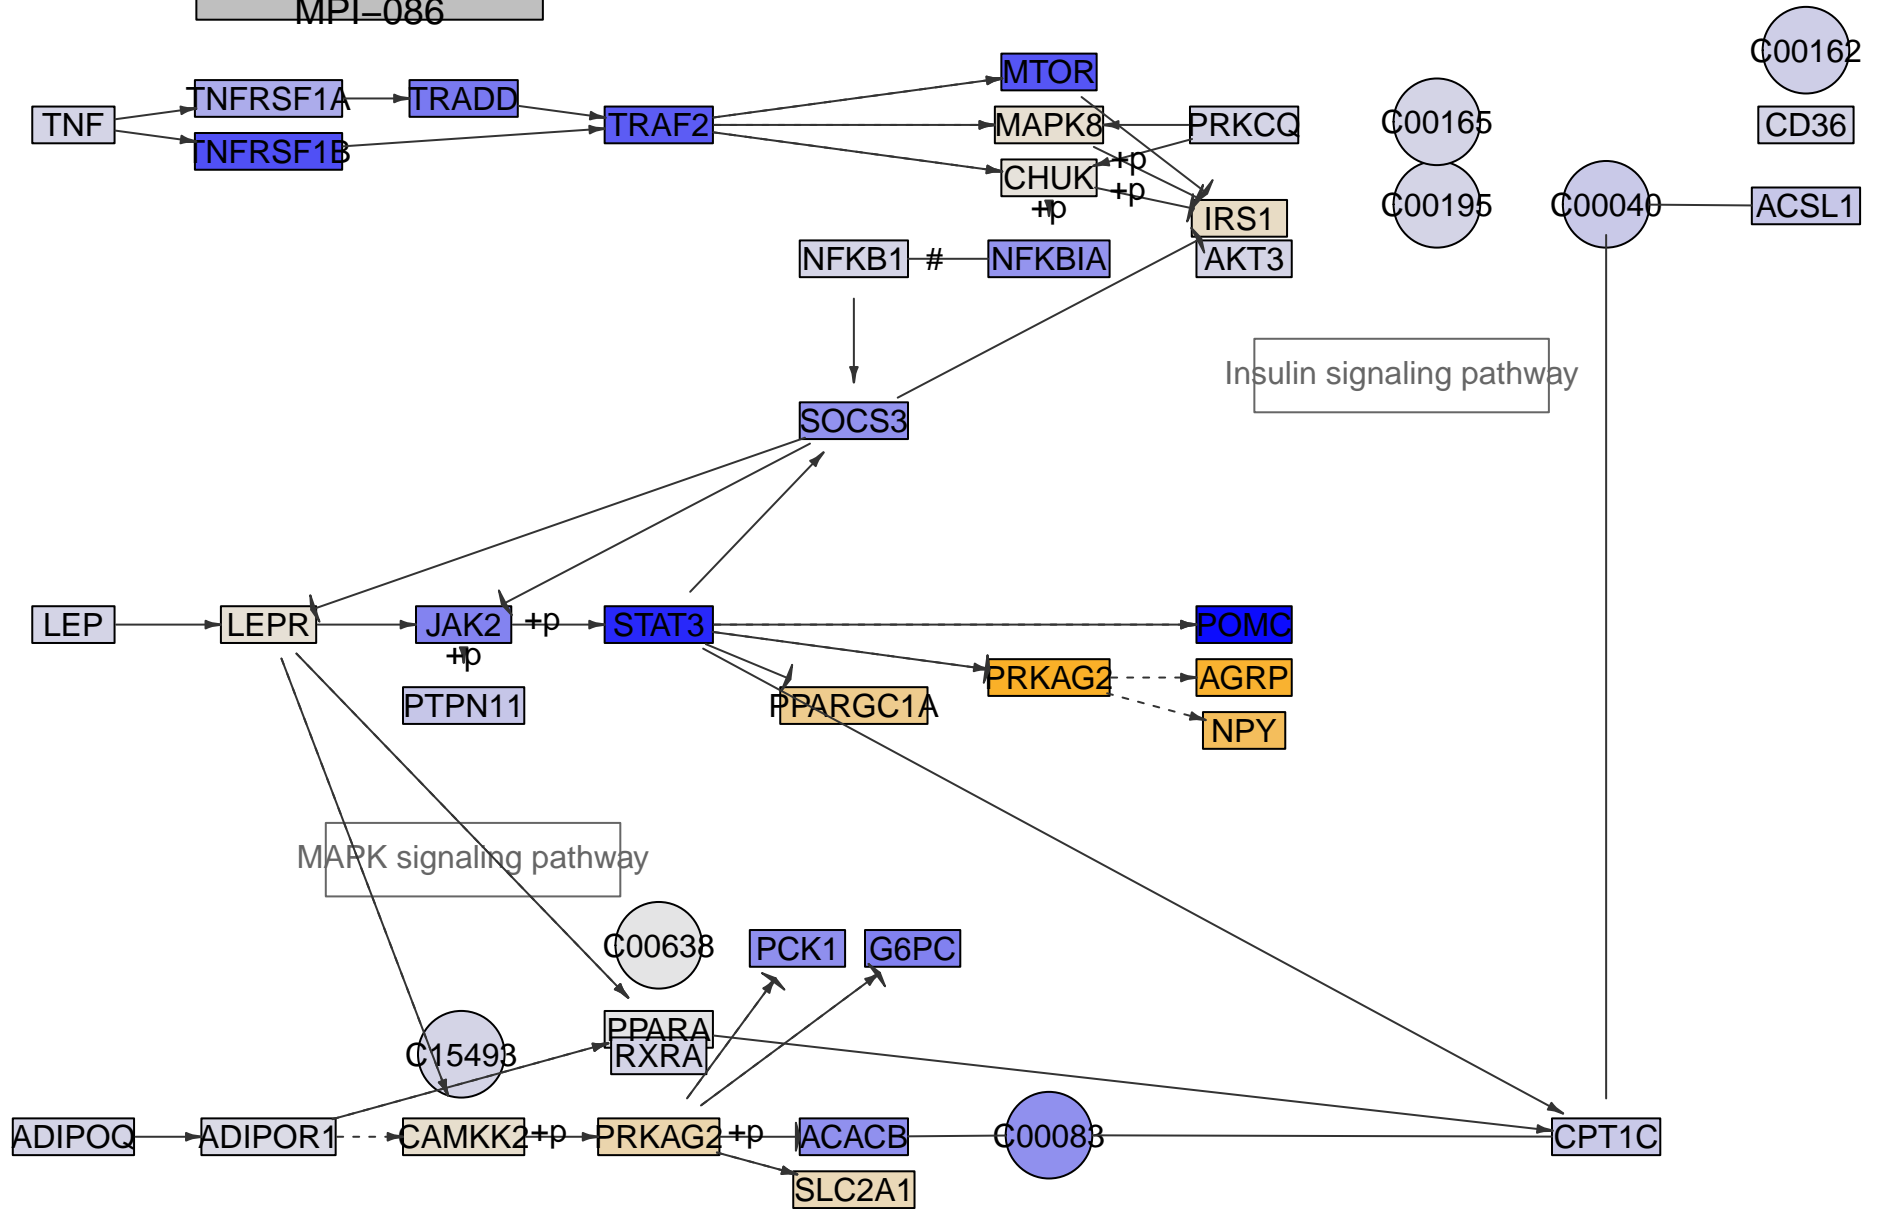 MPI−086
C00162
MTOR
TNFRSF1A
TRADD
TNF
TRAF2
MAPK8
PRKCQ
C00165
CD36
TNFRSF1B
+p
CHUK
+p
+p
IRS1
C00195
C00040
ACSL1
NFKB1
#
NFKBIA
AKT3
Insulin signaling pathway
SOCS3
LEP
LEPR
JAK2
+p
STAT3
POMC
+p
PRKAG2
AGRP
PTPN11
PPARGC1A
NPY
MAPK signaling pathway
C00638
PCK1
G6PC
PPARA
C15493
RXRA
ADIPOQ
ADIPOR1
CAMKK2
+p
PRKAG2
+p
ACACB
C00083
CPT1C
SLC2A1